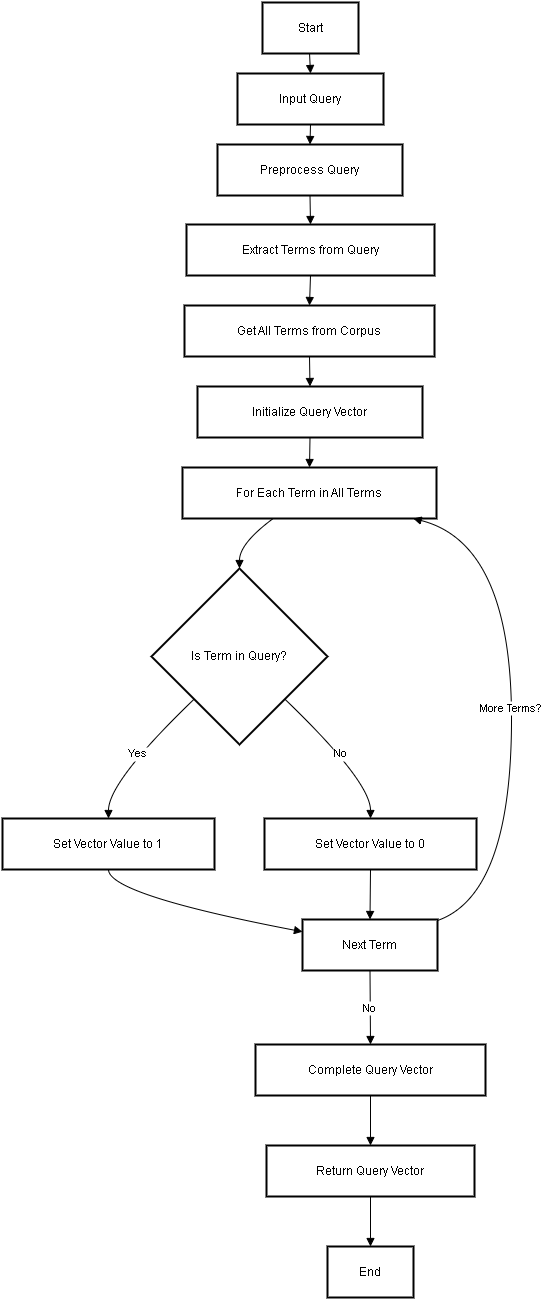 Start
Input Query
Preprocess Query
Extract Terms from Query
Get All Terms from Corpus
Initialize Query Vector
For Each Term in All Terms
Is Term in Query?
More Terms?
Yes
No
Set Vector Value to 1
Set Vector Value to 0
Next Term
No
Complete Query Vector
Return Query Vector
End